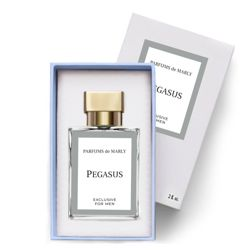 PARFUMS de MARLY
PEGASUS
EXCLUSIVE
FOR MEN
PARFUMS de MARLY
PEGASUS
EXCLUSIVE
FOR MEN